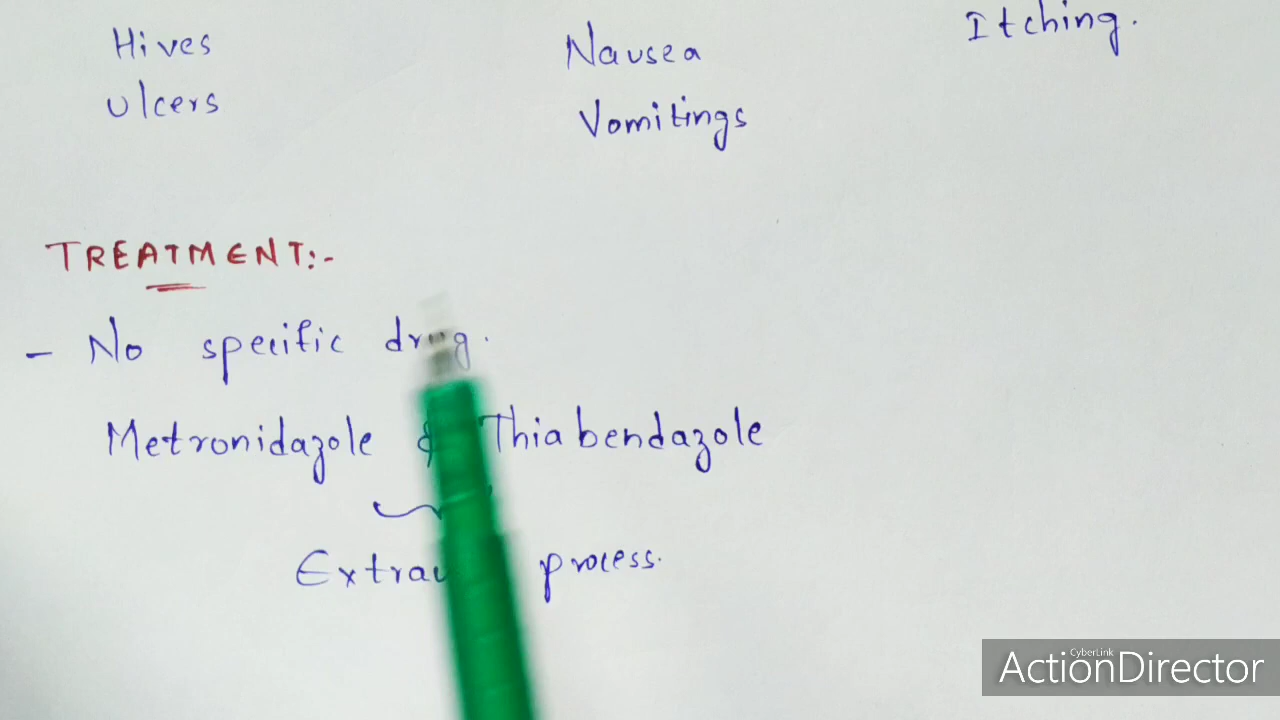 Hives Nausea Itching.
Ulcers Vomitings
TREATMENT:-
- No specific drug.
Metronidazole & Thiabendazole
process.
CyberLink
ActionDirector